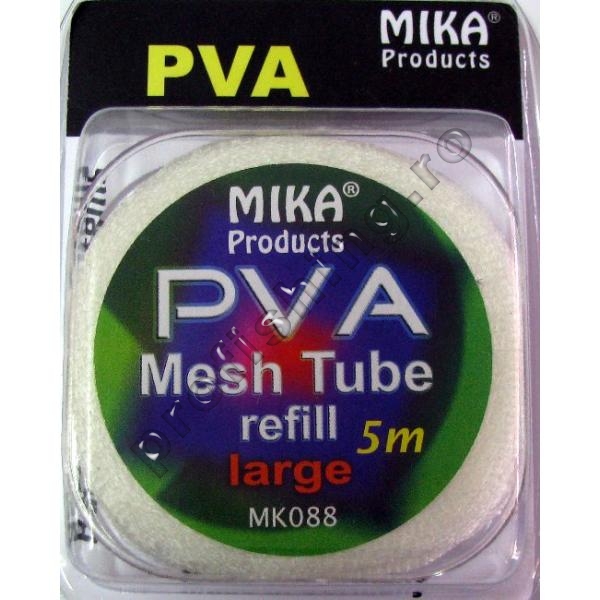 PVA
MIKA®
Products
MIKA®
Products
PVA
Mesh Tube
refill
5m
large
MK088